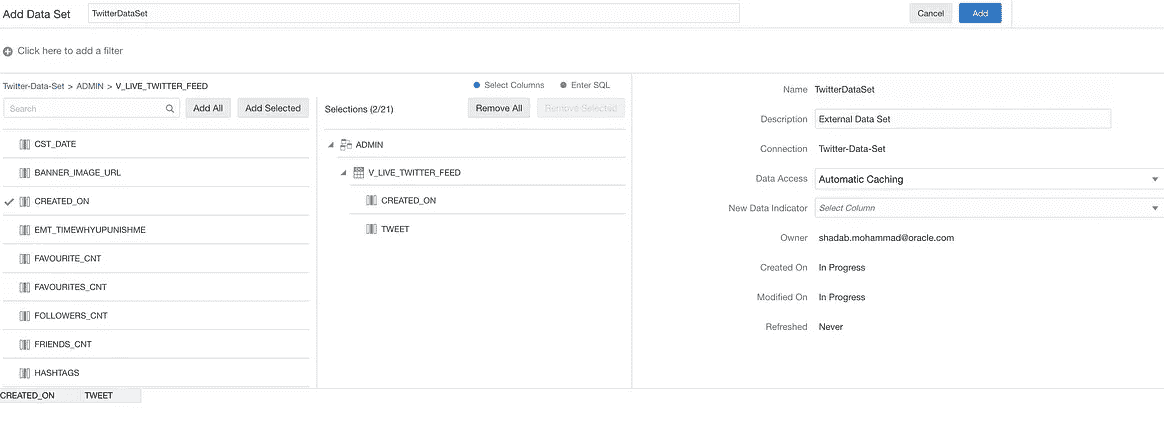 Add Data Set TwitterDataSet Cancel Add
Click here to add a filter
Twitter-Data-Set > ADMIN > V_LIVE_TWITTER_FEED
Search Add All Add Selected
CST_DATE
BANNER_IMAGE_URL
CREATED_ON
EMT_TIMEWHYUPUNISHME
FAVOURITE_CNT
FAVOURITES_CNT
FOLLOWERS_CNT
FRIENDS_CNT
HASHTAGS
Select Columns Enter SQL
Selections (2/21) Remove All Remove Selected
ADMIN
V_LIVE_TWITTER_FEED
CREATED_ON
TWEET
Name TwitterDataSet
Description External Data Set
Connection Twitter-Data-Set
Data Access Automatic Caching
New Data Indicator Select Column
Owner shadab.mohammad@oracle.com
Created On In Progress
Modified On In Progress
Refreshed Never
CREATED_ON TWEET